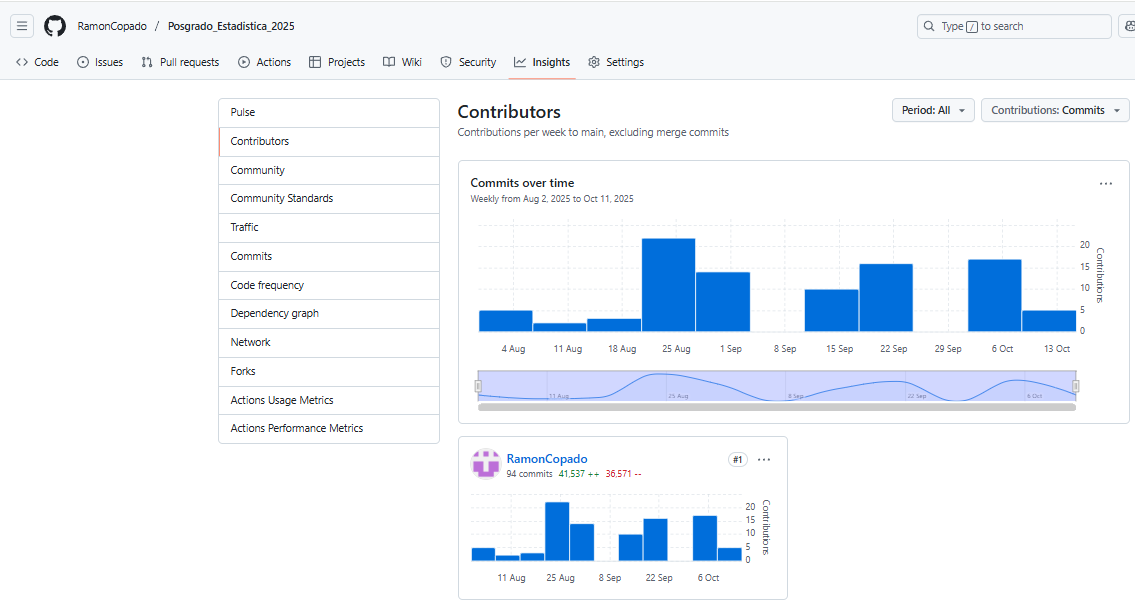 RamonCopado / Posgrado_Estadistica_2025
Type / to search
Code Issues Pull requests Actions Projects Wiki Security Insights Settings
Pulse
Contributors
Community
Community Standards
Traffic
Commits
Code frequency
Dependency graph
Network
Forks
Actions Usage Metrics
Actions Performance Metrics
Contributors
Period: All
Contributions: Commits
Contributions per week to main, excluding merge commits
Commits over time
Weekly from Aug 2, 2025 to Oct 11, 2025
20
15
10
5
0
Contributions
4 Aug 11 Aug 18 Aug 25 Aug 1 Sep 8 Sep 15 Sep 22 Sep 29 Sep 6 Oct 13 Oct
11 Aug 25 Aug 8 Sep 22 Sep 6 Oct
RamonCopado
#1
94 commits 41,537 ++ 36,571 --
20
15
10
5
0
Contributions
11 Aug 25 Aug 8 Sep 22 Sep 6 Oct